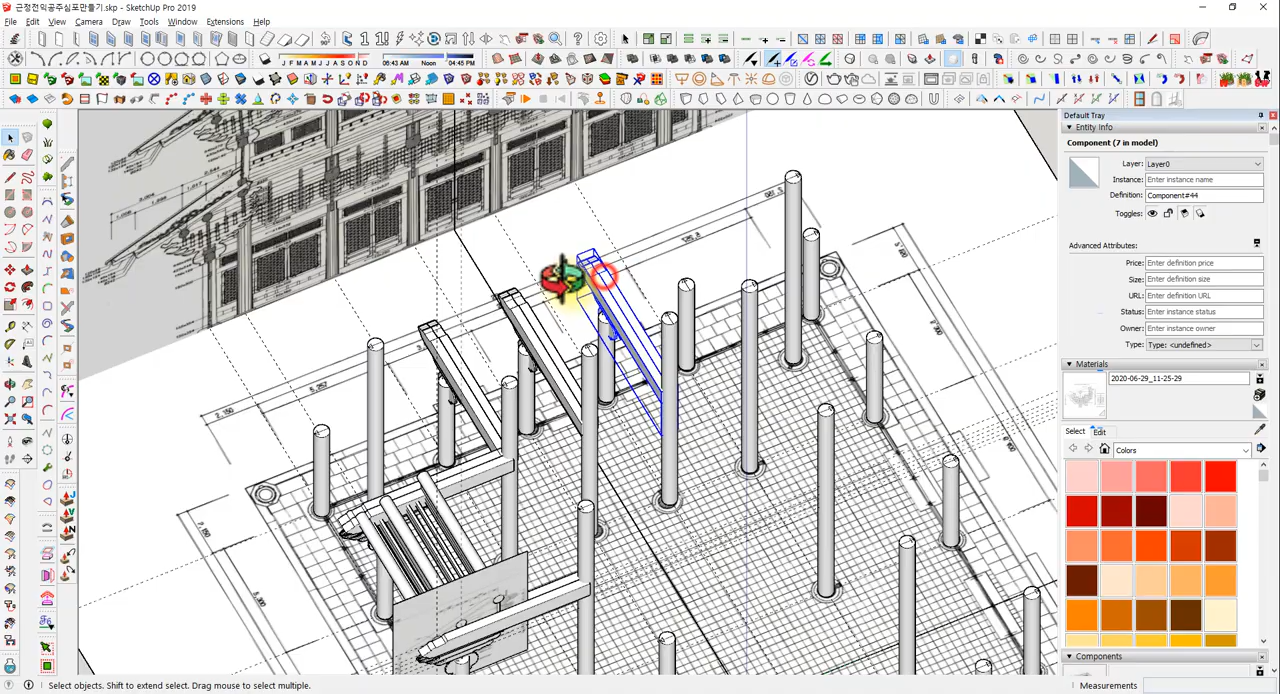 근정전익공주심포만들기.skp - SketchUp Pro 2019
File Edit View Camera Draw Tools Window Extensions Help
J F M A M J J A S O N D 06:43 AM Noon 04:45 PM
Default Tray
Entity Info
Component (7 in model)
Layer: Layer0
Instance: Enter instance name
Definition: Component#44
Toggles:
Advanced Attributes:
Price: Enter definition price
Size: Enter definition size
URL: Enter definition URL
Status: Enter definition status
Owner: Enter definition owner
Type: Type: <undefined>
Materials
2020-06-29_11-25-29
Select Edit
Colors
Components
Select objects. Shift to extend select. Drag mouse to select multiple.
Measurements